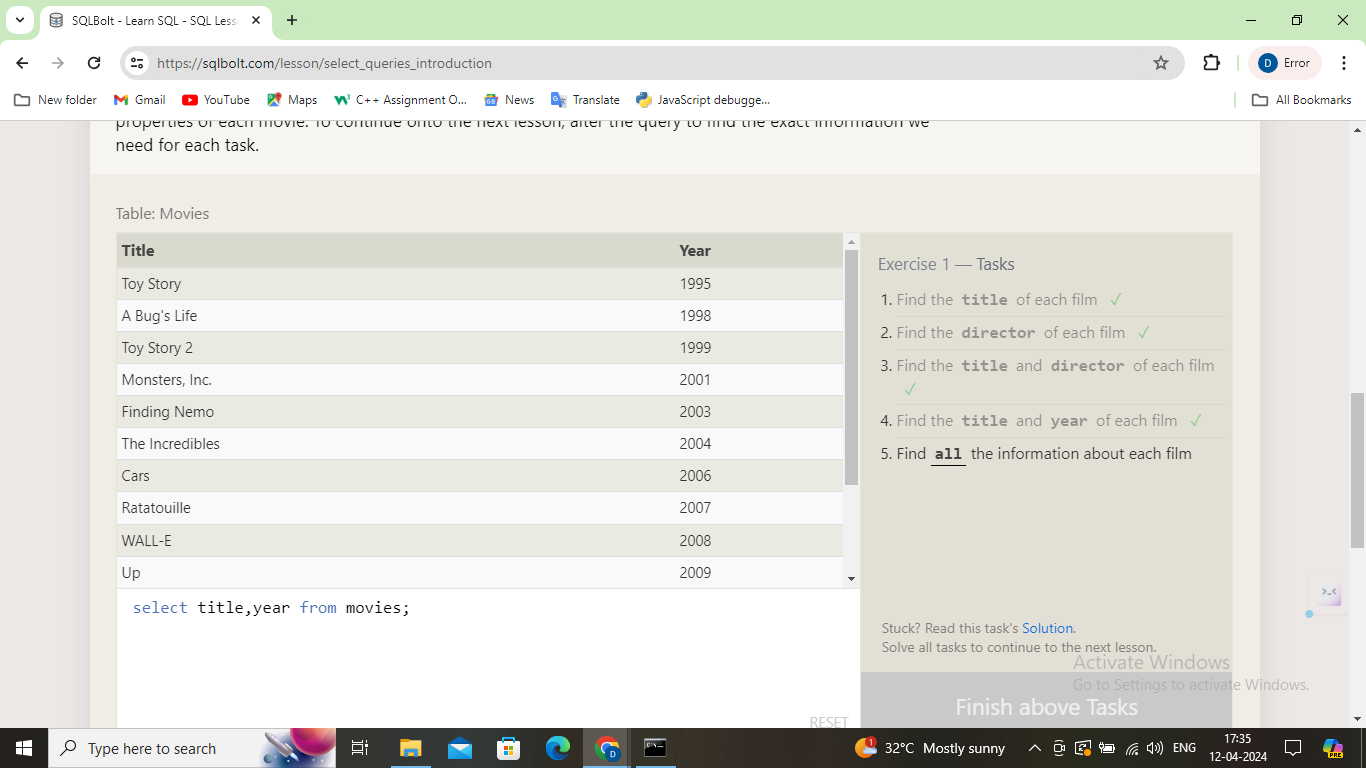 SQLBolt - Learn SQL - SQL Less
https://sqlbolt.com/lesson/select_queries_introduction
D Error
New folder Gmail YouTube Maps C++ Assignment O... News Translate JavaScript debugge... All Bookmarks
properties of each movie. To continue onto the next lesson, alter the query to find the exact information we
need for each task.
Table: Movies
Title Year
Toy Story 1995
A Bug's Life 1998
Toy Story 2 1999
Monsters, Inc. 2001
Finding Nemo 2003
The Incredibles 2004
Cars 2006
Ratatouille 2007
WALL-E 2008
Up 2009
select title,year from movies;
RESET
Exercise 1 — Tasks
1. Find the title of each film ✓
2. Find the director of each film ✓
3. Find the title and director of each film
✓
4. Find the title and year of each film ✓
5. Find all the information about each film
Stuck? Read this task's Solution.
Solve all tasks to continue to the next lesson.
Activate Windows
Go to Settings to activate Windows.
Finish above Tasks
Type here to search
1
32°C Mostly sunny
ENG
17:35
12-04-2024
PRE